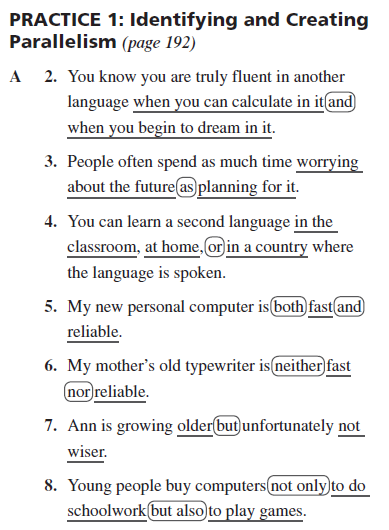 PRACTICE 1: Identifying and Creating
Parallelism (page 192)
A 2. You know you are truly fluent in another
language when you can calculate in it and
when you begin to dream in it.
3. People often spend as much time worrying
about the future as planning for it.
4. You can learn a second language in the
classroom, at home, or in a country where
the language is spoken.
5. My new personal computer is both fast and
reliable.
6. My mother’s old typewriter is neither fast
nor reliable.
7. Ann is growing older but unfortunately not
wiser.
8. Young people buy computers not only to do
schoolwork but also to play games.